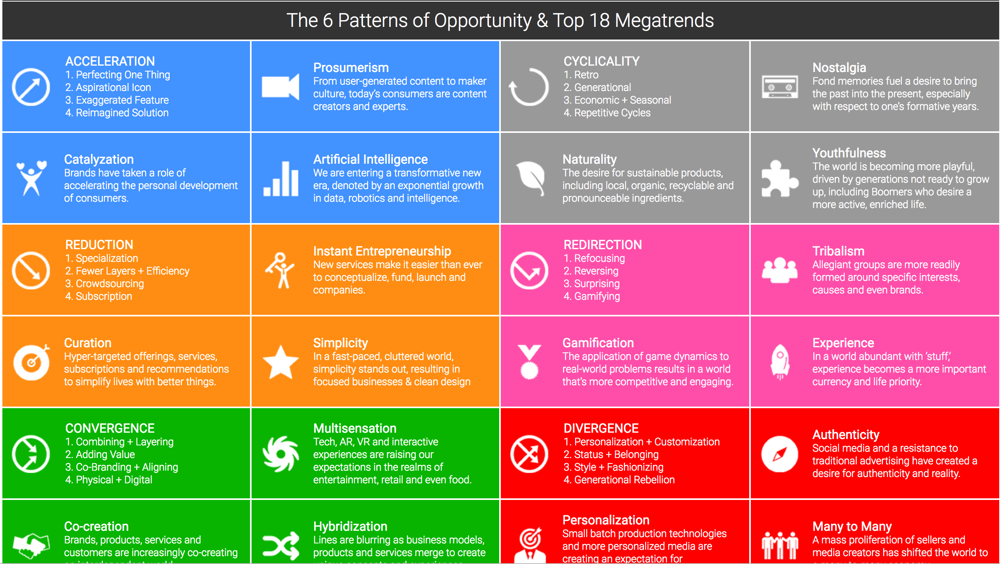 The 6 Patterns of Opportunity & Top 18 Megatrends
ACCELERATION
1. Perfecting One Thing
2. Aspirational Icon
3. Exaggerated Feature
4. Reimagined Solution
Prosumerism
From user-generated content to maker
culture, today's consumers are content
creators and experts.
CYCLICALITY
1. Retro
2. Generational
3. Economic + Seasonal
4. Repetitive Cycles
Nostalgia
Fond memories fuel a desire to bring
the past into the present, especially
with respect to one's formative years.
Catalyzation
Brands have taken a role of
accelerating the personal development
of consumers.
Artificial Intelligence
We are entering a transformative new
era, denoted by an exponential growth
in data, robotics and intelligence.
Naturality
The desire for sustainable products,
including local, organic, recyclable and
pronounceable ingredients.
Youthfulness
The world is becoming more playful,
driven by generations not ready to grow
up, including Boomers who desire a
more active, enriched life.
REDUCTION
1. Specialization
2. Fewer Layers + Efficiency
3. Crowdsourcing
4. Subscription
Instant Entrepreneurship
New services make it easier than ever
to conceptualize, fund, launch and
companies.
REDIRECTION
1. Refocusing
2. Reversing
3. Surprising
4. Gamifying
Tribalism
Allegiant groups are more readily
formed around specific interests,
causes and even brands.
Curation
Hyper-targeted offerings, services,
subscriptions and recommendations
to simplify lives with better things.
Simplicity
In a fast-paced, cluttered world,
simplicity stands out, resulting in
focused businesses & clean design
Gamification
The application of game dynamics to
real-world problems results in a world
that's more competitive and engaging.
Experience
In a world abundant with 'stuff,'
experience becomes a more important
currency and life priority.
CONVERGENCE
1. Combining + Layering
2. Adding Value
3. Co-Branding + Aligning
4. Physical + Digital
Multisensation
Tech, AR, VR and interactive
experiences are raising our
expectations in the realms of
entertainment, retail and even food.
DIVERGENCE
1. Personalization + Customization
2. Status + Belonging
3. Style + Fashionizing
4. Generational Rebellion
Authenticity
Social media and a resistance to
traditional advertising have created a
desire for authenticity and reality.
Co-creation
Brands, products, services and
customers are increasingly co-creating
Hybridization
Lines are blurring as business models,
products and services merge to create
Personalization
Small batch production technologies
and more personalized media are
creating an expectation for
Many to Many
A mass proliferation of sellers and
media creators has shifted the world to